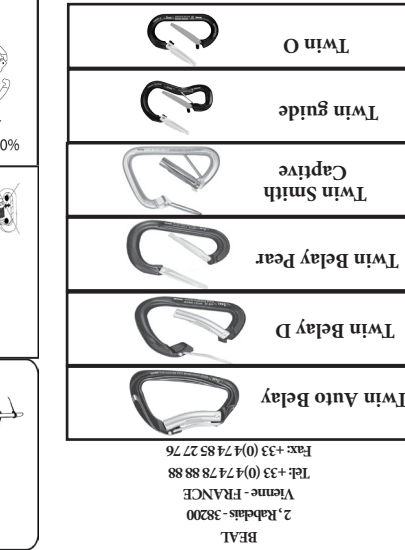 BEAL
2, Rabelais - 38200
Vienne - FRANCE
Tel: +33 (0)4 74 78 88 88
Fax: +33 (0)4 74 85 27 76
Twin Auto Belay
Twin Belay D
Twin Belay Pear
Twin Smith
Captive
Twin guide
Twin O
0%